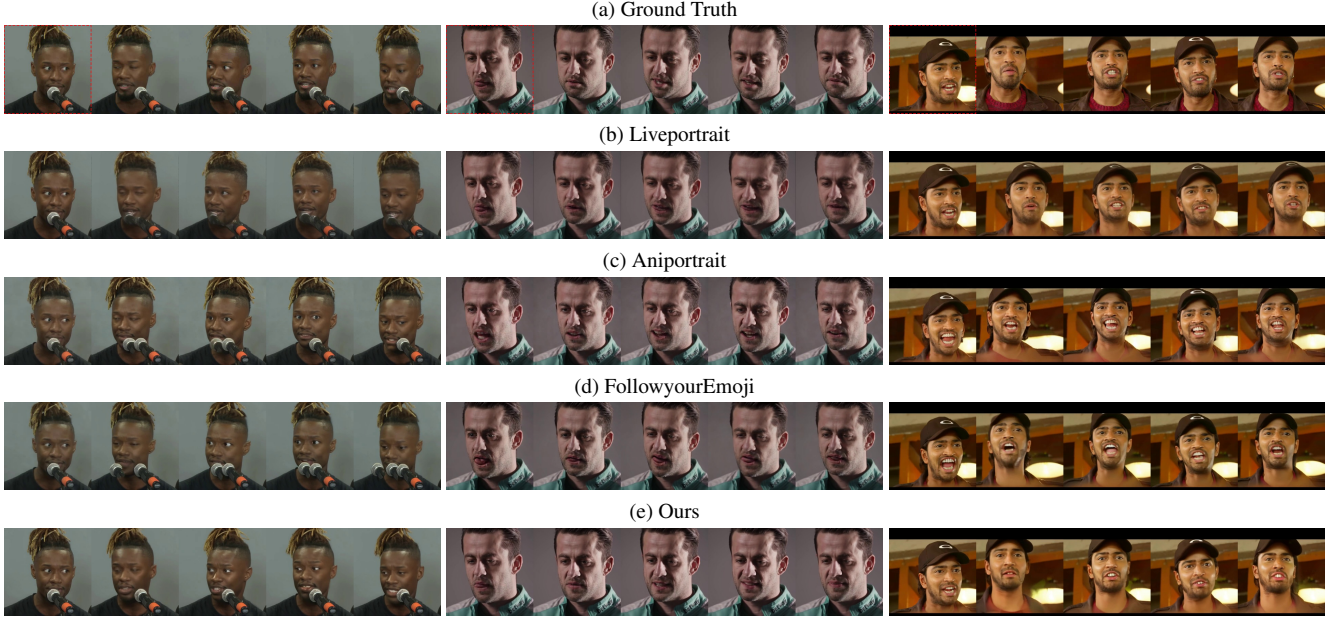 (a) Ground Truth
(b) Liveportrait
(c) Aniportrait
(d) FollowyourEmoji
(e) Ours